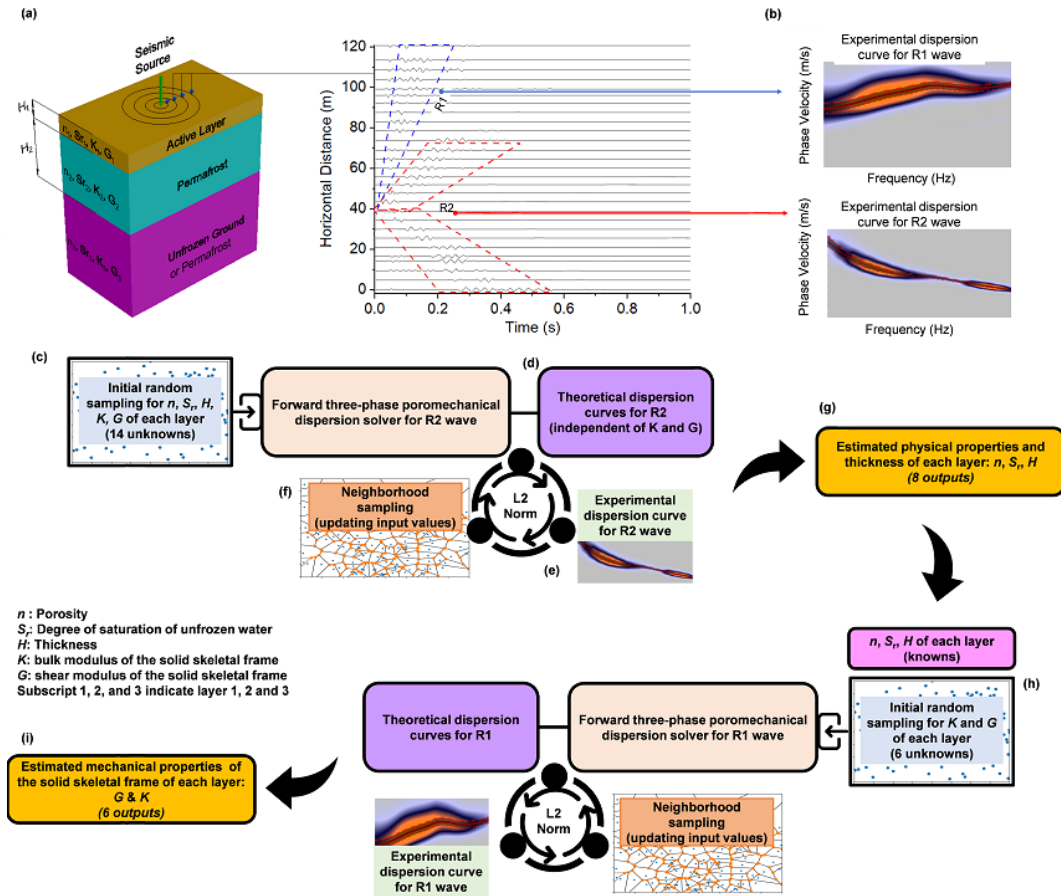 (a)
Seismic
Source
H₁
H₂
n₁, Sr₁, K₁, G₁
Active Layer
n₂, Sr₂, K₂, G₂
Permafrost
n₃, Sr₃, K₃, G₃
Unfrozen Ground
or Permafrost
Horizontal Distance (m)
120
100
80
60
40
20
0
R1
R2
0.0
0.2
0.4
0.6
0.8
1.0
Time (s)
(b)
Experimental dispersion
curve for R1 wave
Phase Velocity (m/s)
Frequency (Hz)
Experimental dispersion
curve for R2 wave
Phase Velocity (m/s)
Frequency (Hz)
(c)
Initial random
sampling for n, Sᵣ, H,
K, G of each layer
(14 unknowns)
Forward three-phase poromechanical
dispersion solver for R2 wave
(d)
Theoretical dispersion
curves for R2
(independent of K and G)
(f)
Neighborhood
sampling
(updating input values)
L2
Norm
(e)
Experimental
dispersion curve
for R2 wave
(g)
Estimated physical properties and
thickness of each layer: n, Sᵣ, H
(8 outputs)
n : Porosity
Sᵣ: Degree of saturation of unfrozen water
H: Thickness
K: bulk modulus of the solid skeletal frame
G: shear modulus of the solid skeletal frame
Subscript 1, 2, and 3 indicate layer 1, 2 and 3
n, Sᵣ, H of each layer
(knowns)
(h)
Initial random
sampling for K and G
of each layer
(6 unknowns)
Forward three-phase poromechanical
dispersion solver for R1 wave
Theoretical dispersion
curves for R1
L2
Norm
Neighborhood
sampling
(updating input values)
Experimental
dispersion curve
for R1 wave
(i)
Estimated mechanical properties of
the solid skeletal frame of each layer:
G & K
(6 outputs)